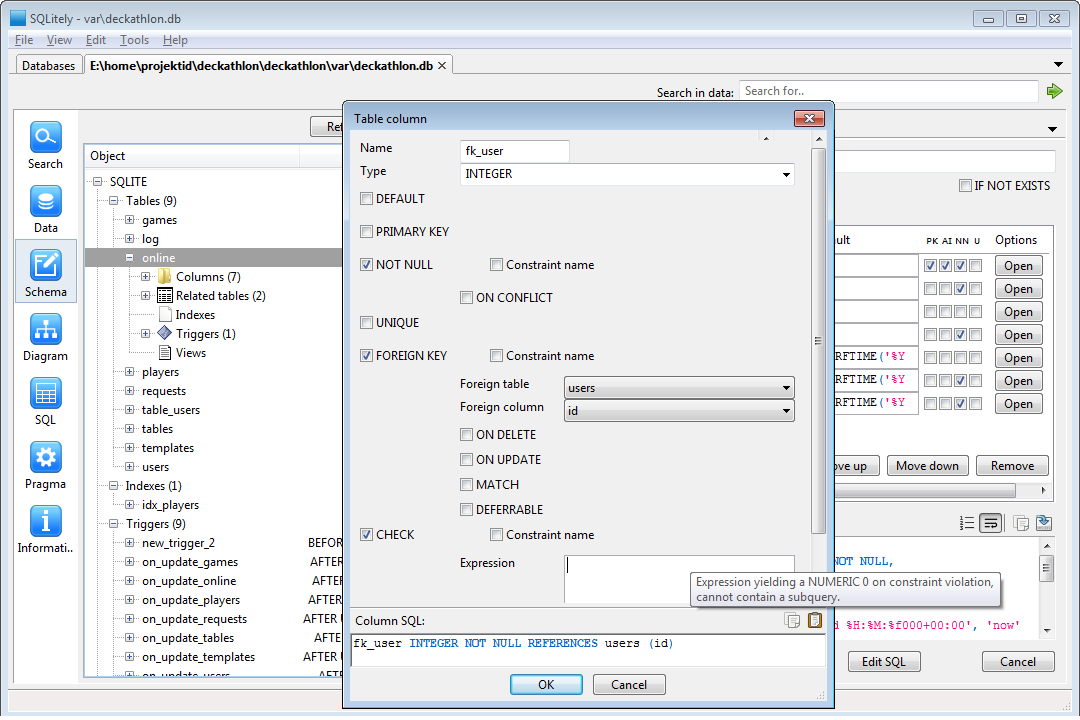 SQLitely - var\deckathlon.db
File View Edit Tools Help
Databases E:\home\projektid\deckathlon\deckathlon\var\deckathlon.db
Search in data: Search for..
Search
Data
Schema
Diagram
SQL
Pragma
Informati..
Object
SQLITE
Tables (9)
games
log
online
Columns (7)
Related tables (2)
Indexes
Triggers (1)
Views
players
requests
table_users
tables
templates
users
Indexes (1)
idx_players
Triggers (9)
new_trigger_2 BEFOR
on_update_games AFTER
on_update_online AFTE
on_update_players AFTER
on_update_requests AFTER U
on_update_tables AFTE
on_update_templates AFTER U
on_update_users AFTER
Table column
Name fk_user
Type INTEGER
DEFAULT
PRIMARY KEY
NOT NULL Constraint name
ON CONFLICT
UNIQUE
FOREIGN KEY Constraint name
Foreign table users
Foreign column id
ON DELETE
ON UPDATE
MATCH
DEFERRABLE
CHECK Constraint name
Expression
Expression yielding a NUMERIC 0 on constraint violation,
cannot contain a subquery.
Column SQL:
fk_user INTEGER NOT NULL REFERENCES users (id)
OK Cancel
IF NOT EXISTS
ult PK AI NN U Options
Open
Open
Open
Open
RFTIME('%Y Open
RFTIME('%Y Open
RFTIME('%Y Open
ove up Move down Remove
NOT NULL,
d %H:%M:%f000+00:00', 'now'
Edit SQL Cancel